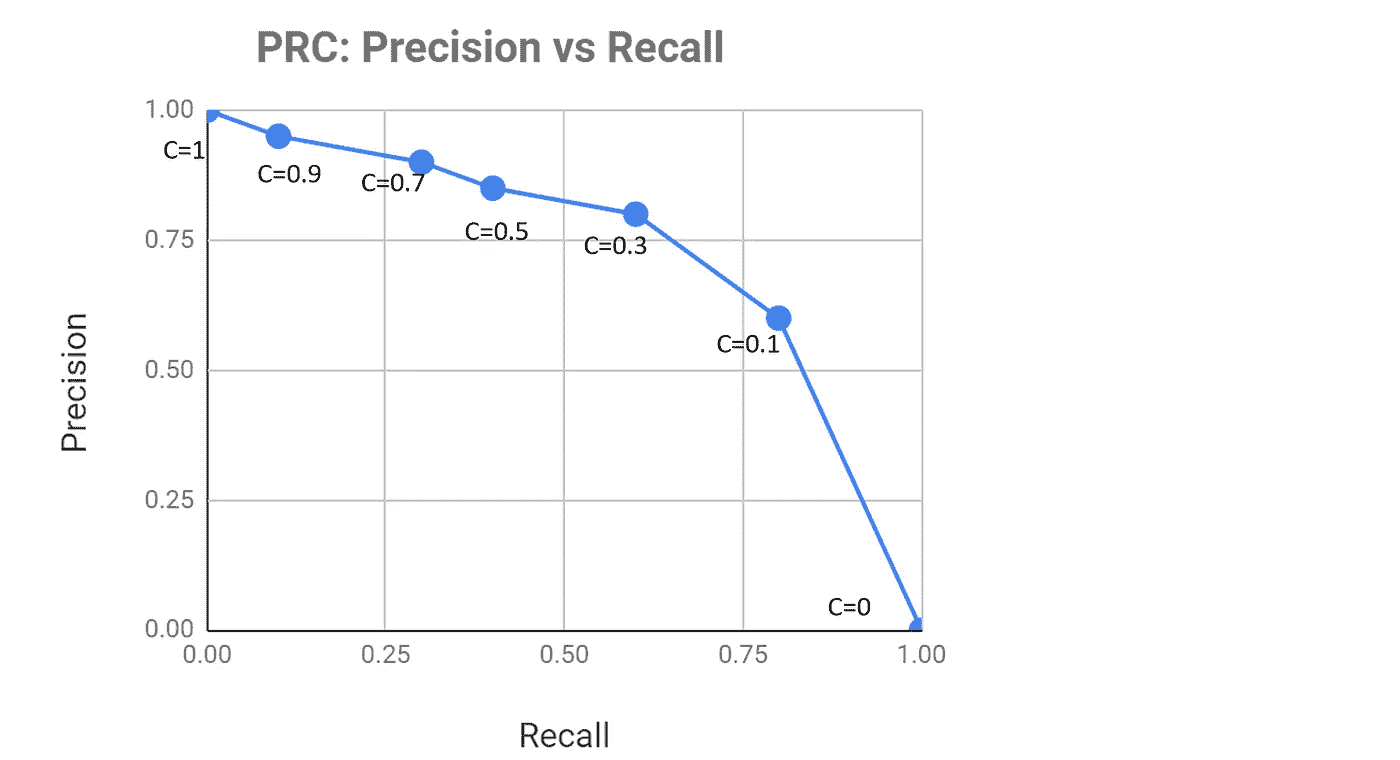 PRC: Precision vs Recall
1.00
C=1
C=0.9
C=0.7
C=0.5
0.75
C=0.3
Precision
C=0.1
0.50
0.25
C=0
0.00
0.00 0.25 0.50 0.75 1.00
Recall